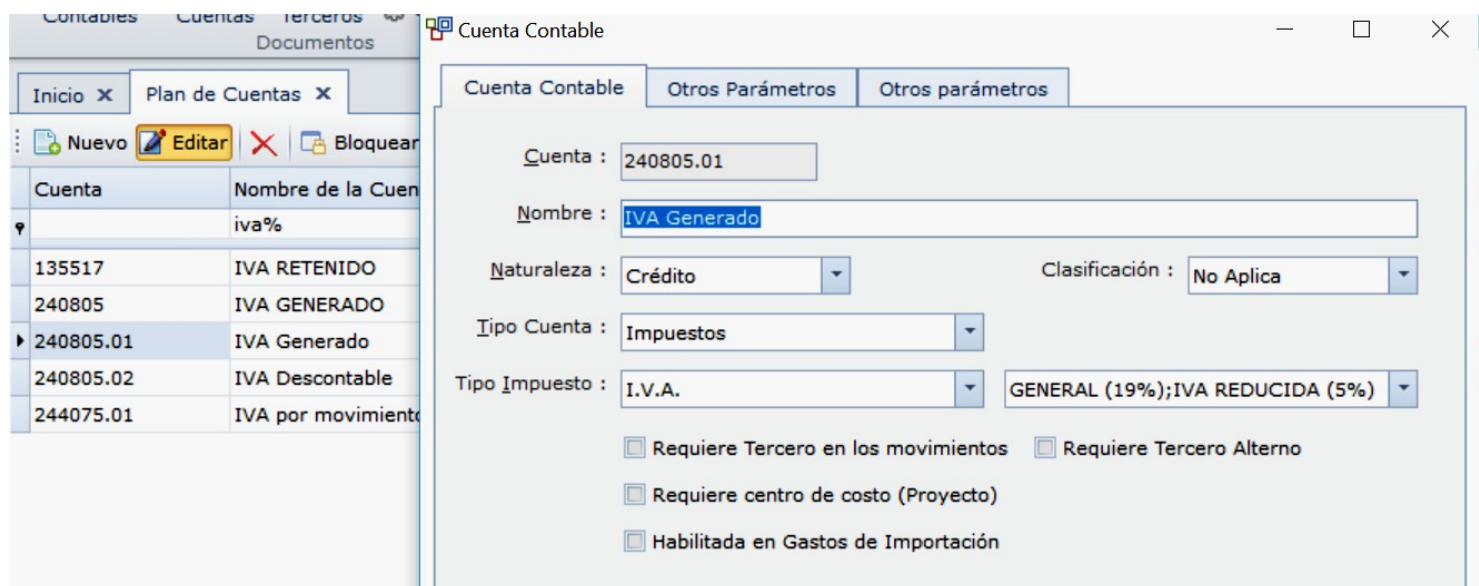 Contables Cuentas Terceros
Documentos
Inicio Plan de Cuentas
Nuevo Editar Bloquear
Cuenta Nombre de la Cuen
iva%
135517 IVA RETENIDO
240805 IVA GENERADO
240805.01 IVA Generado
240805.02 IVA Descontable
244075.01 IVA por movimiento
Cuenta Contable
Cuenta Contable Otros Parámetros Otros parámetros
Cuenta : 240805.01
Nombre : IVA Generado
Naturaleza : Crédito Clasificación : No Aplica
Tipo Cuenta : Impuestos
Tipo Impuesto : I.V.A. GENERAL (19%);IVA REDUCIDA (5%)
Requiere Tercero en los movimientos Requiere Tercero Alterno
Requiere centro de costo (Proyecto)
Habilitada en Gastos de Importación